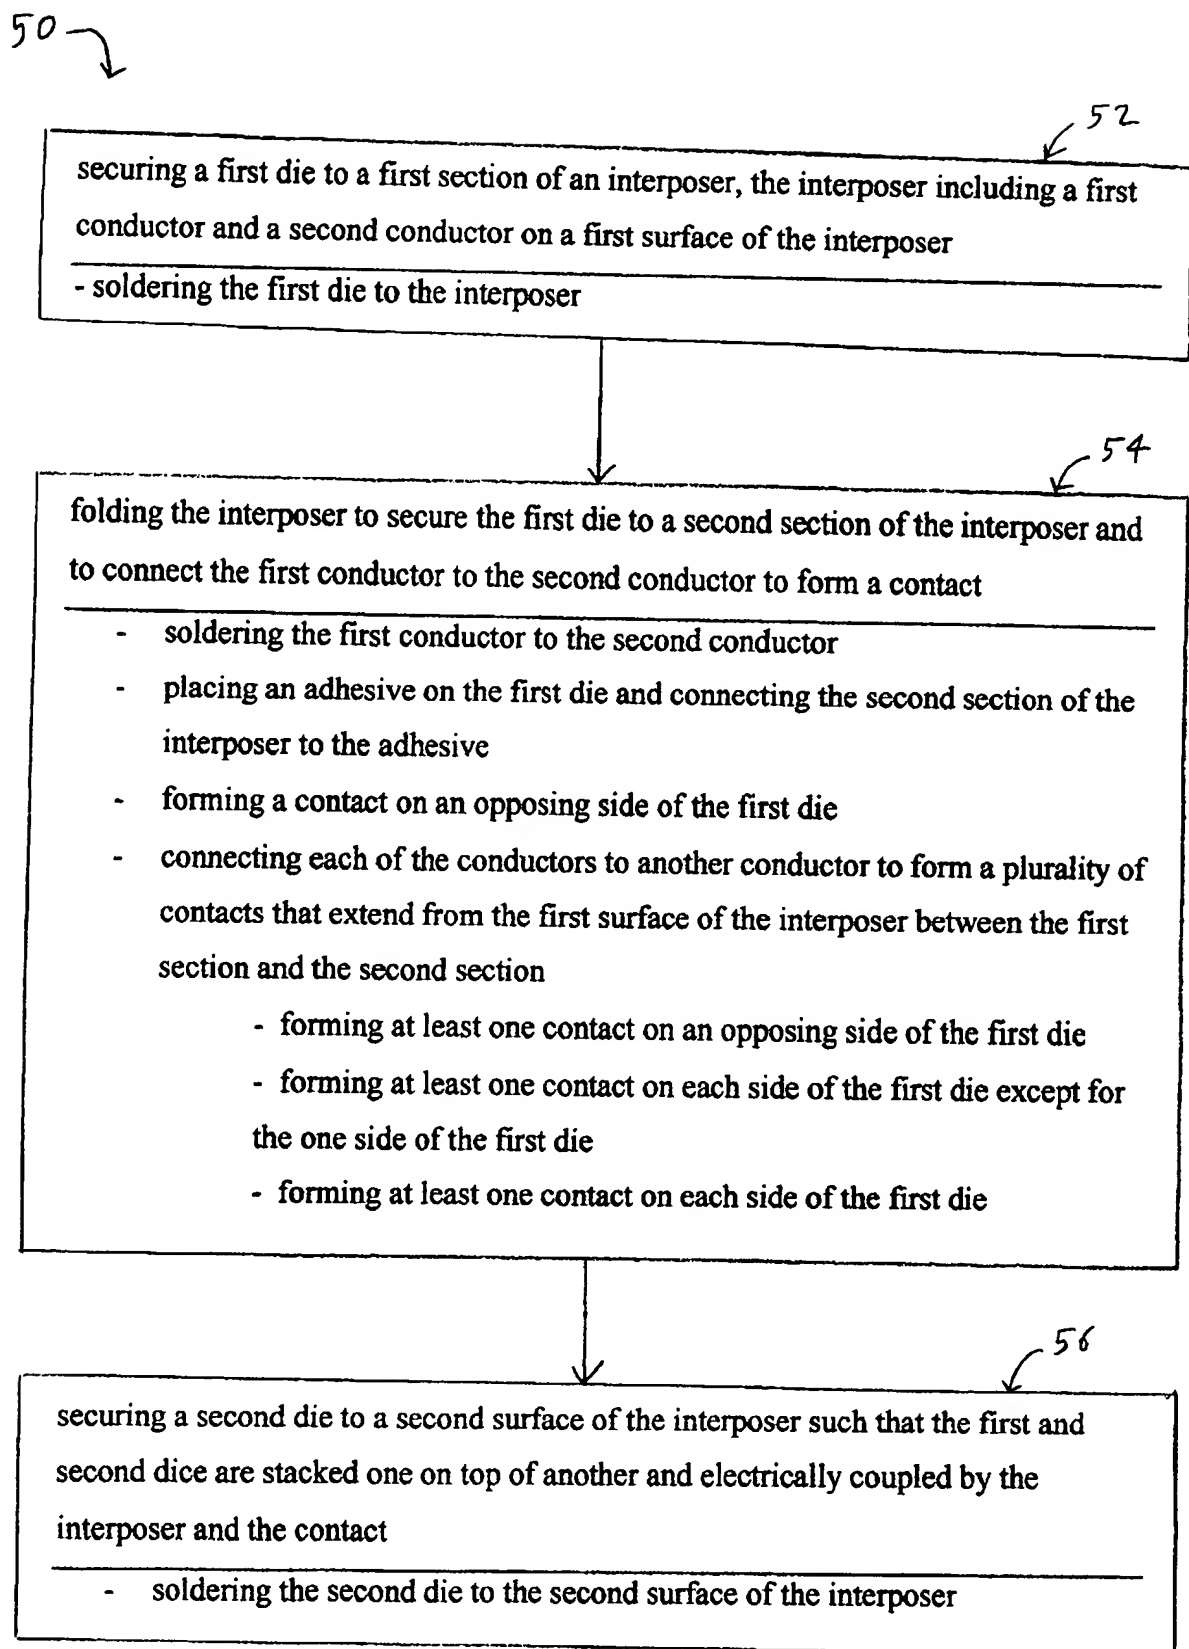 50
52
securing a first die to a first section of an interposer, the interposer including a first
conductor and a second conductor on a first surface of the interposer
- soldering the first die to the interposer
54
folding the interposer to secure the first die to a second section of the interposer and
to connect the first conductor to the second conductor to form a contact
- soldering the first conductor to the second conductor
- placing an adhesive on the first die and connecting the second section of the
interposer to the adhesive
- forming a contact on an opposing side of the first die
- connecting each of the conductors to another conductor to form a plurality of
contacts that extend from the first surface of the interposer between the first
section and the second section
- forming at least one contact on an opposing side of the first die
- forming at least one contact on each side of the first die except for
the one side of the first die
- forming at least one contact on each side of the first die
56
securing a second die to a second surface of the interposer such that the first and
second dice are stacked one on top of another and electrically coupled by the
interposer and the contact
- soldering the second die to the second surface of the interposer